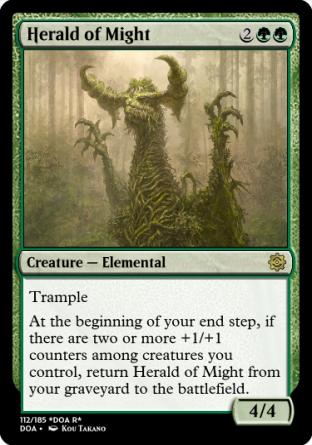 Herald of Might 2
Creature — Elemental
Trample
At the beginning of your end step, if
there are two or more +1/+1
counters among creatures you
control, return Herald of Might from
your graveyard to the battlefield.
4/4
112/185 *DOA R*
DOA • Kou Takano